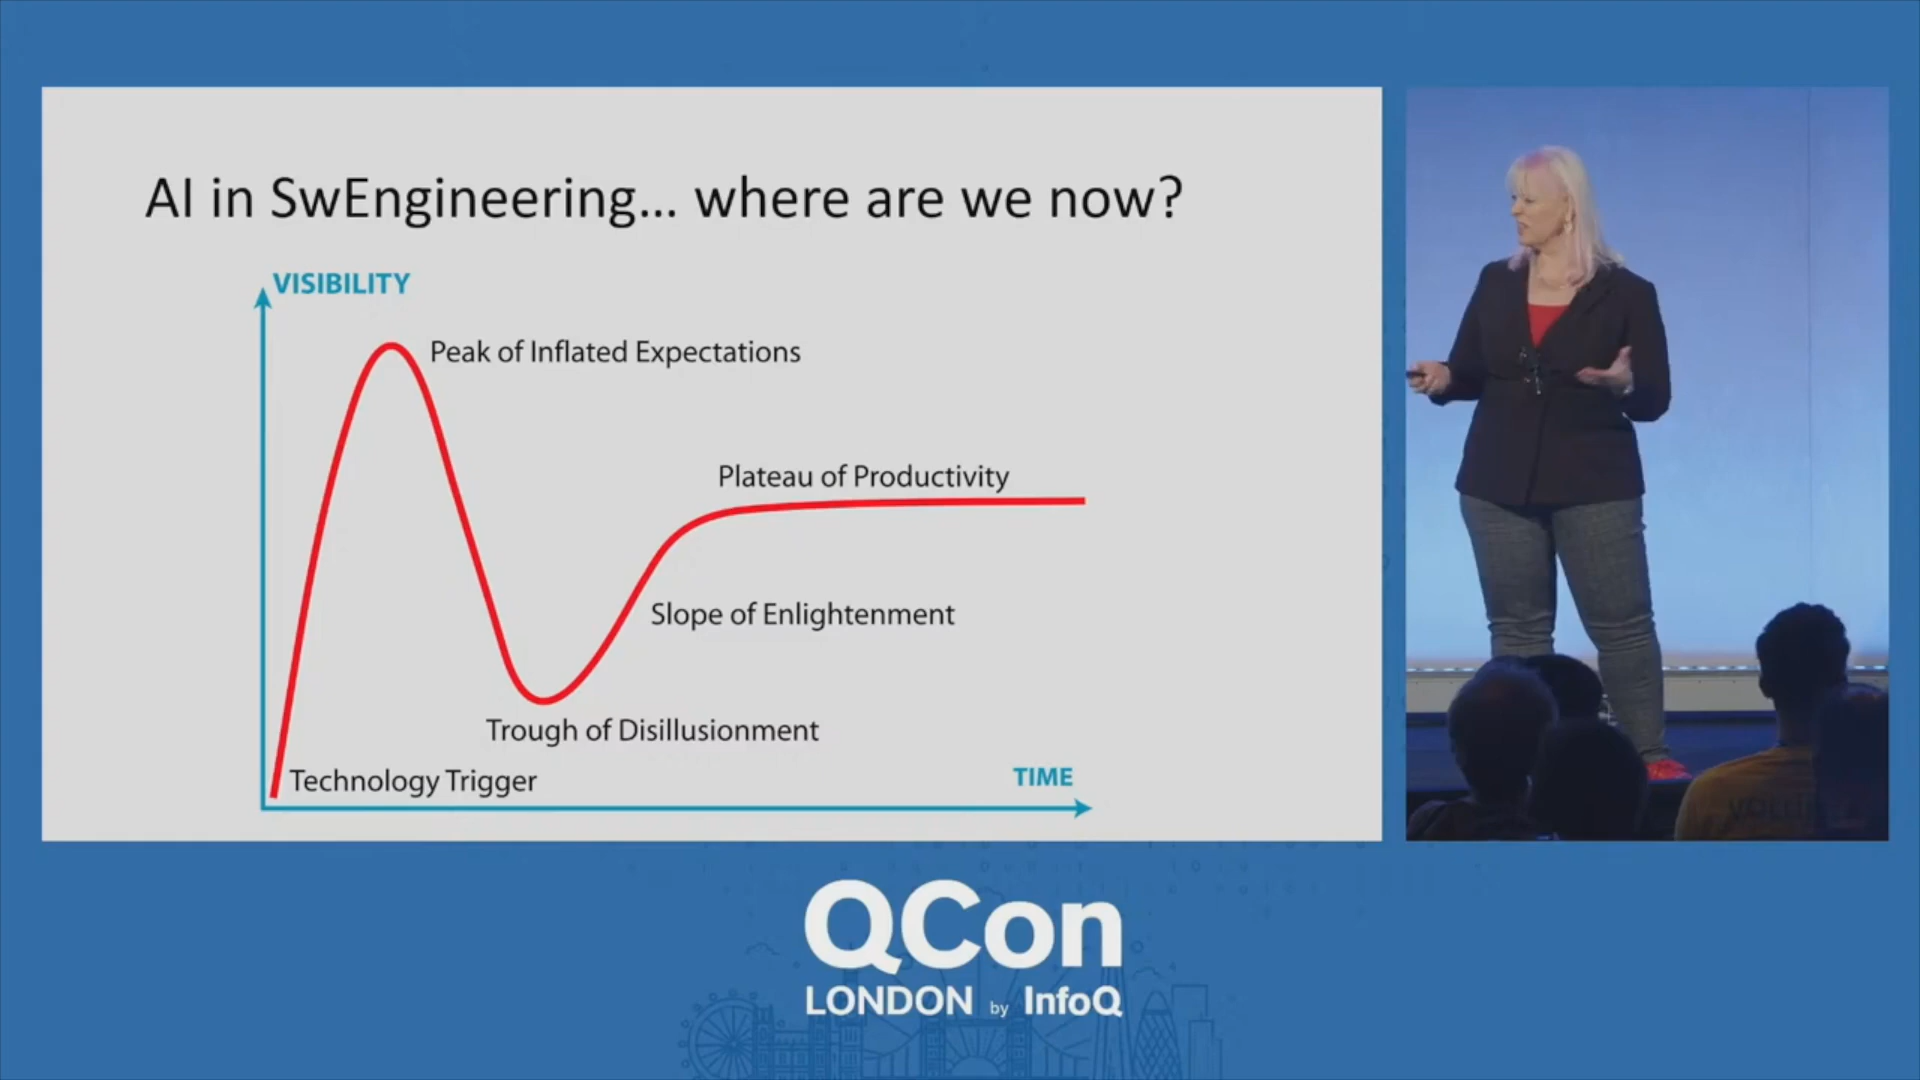 AI in SwEngineering... where are we now?
VISIBILITY
Peak of Inflated Expectations
Plateau of Productivity
Slope of Enlightenment
Trough of Disillusionment
Technology Trigger
TIME
QCon
LONDON by InfoQ